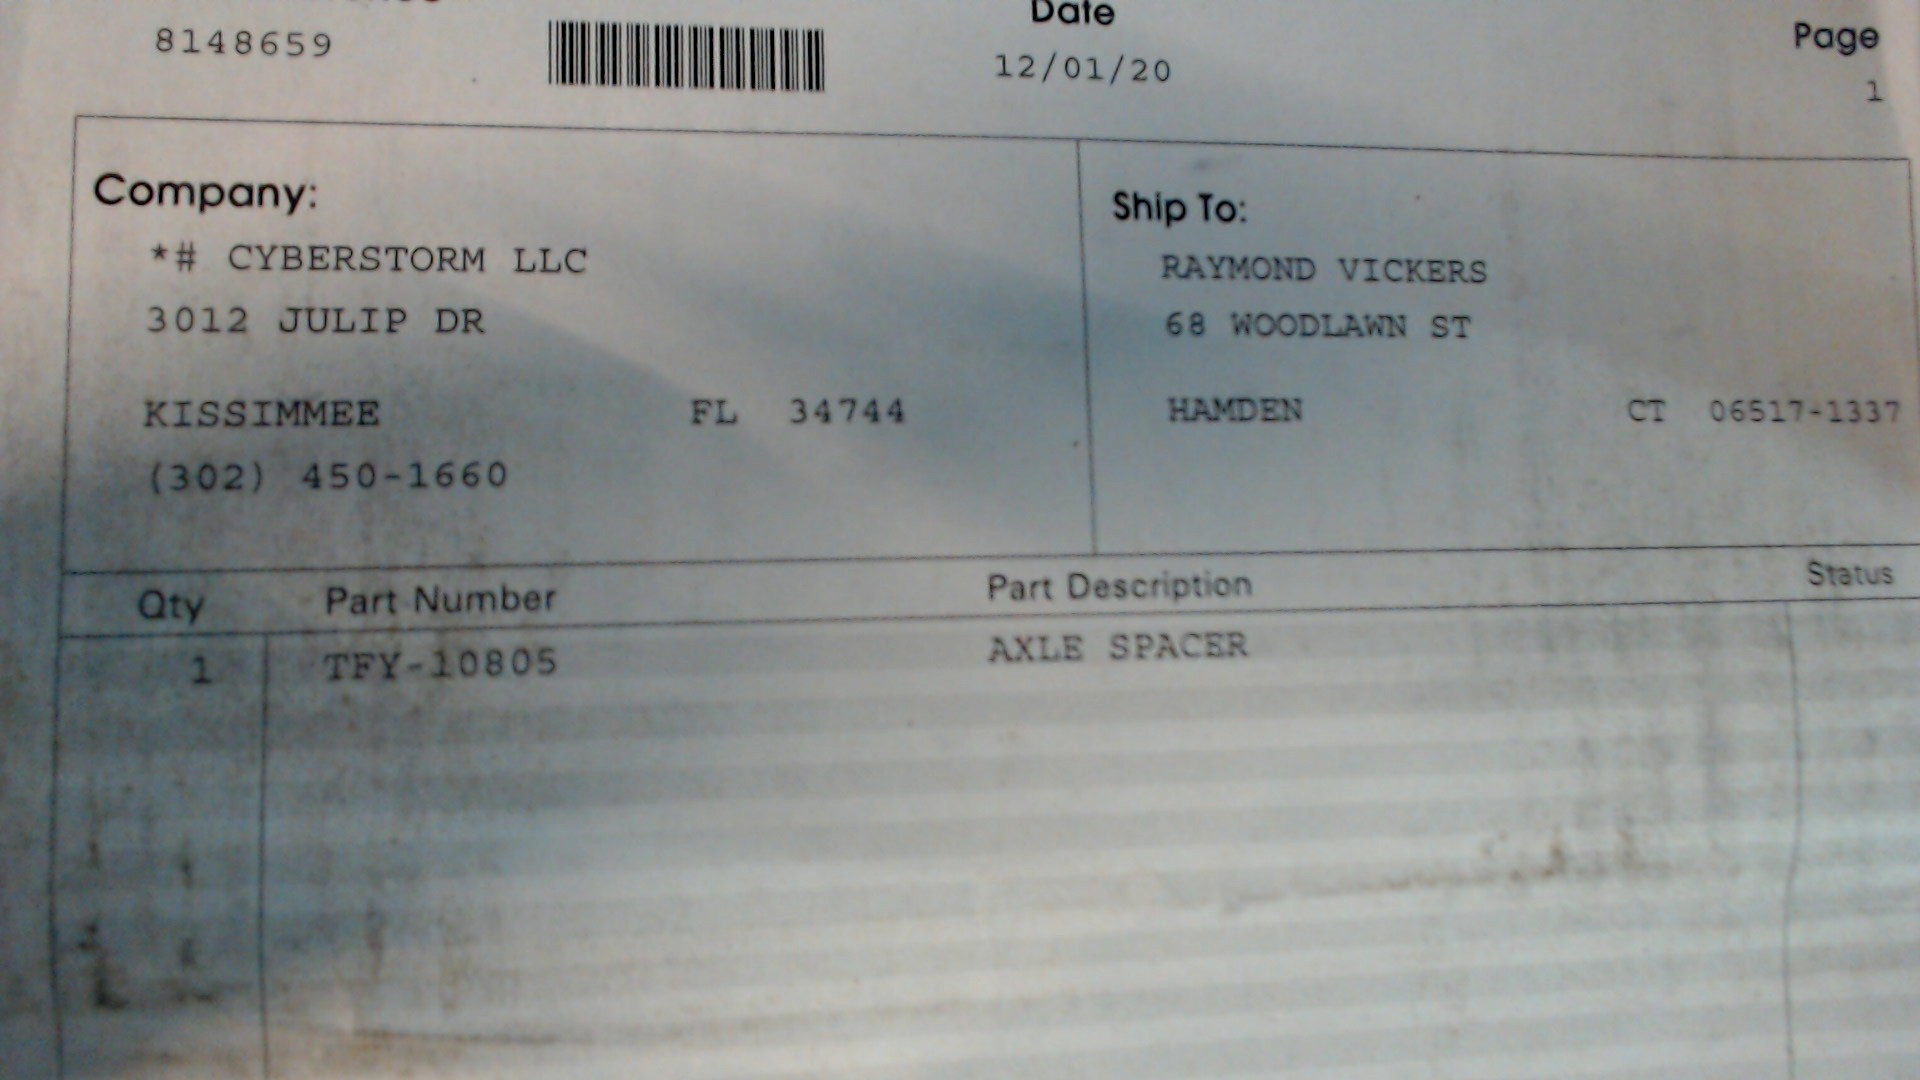 Date
Page
8148659
12/01/20
1
Company:
*# CYBERSTORM LLC
3012 JULIP DR
KISSIMMEE FL 34744
(302) 450-1660
Ship To:
RAYMOND VICKERS
68 WOODLAWN ST
HAMDEN CT 06517-1337
Qty Part Number Part Description Status
1 TFY-10805 AXLE SPACER